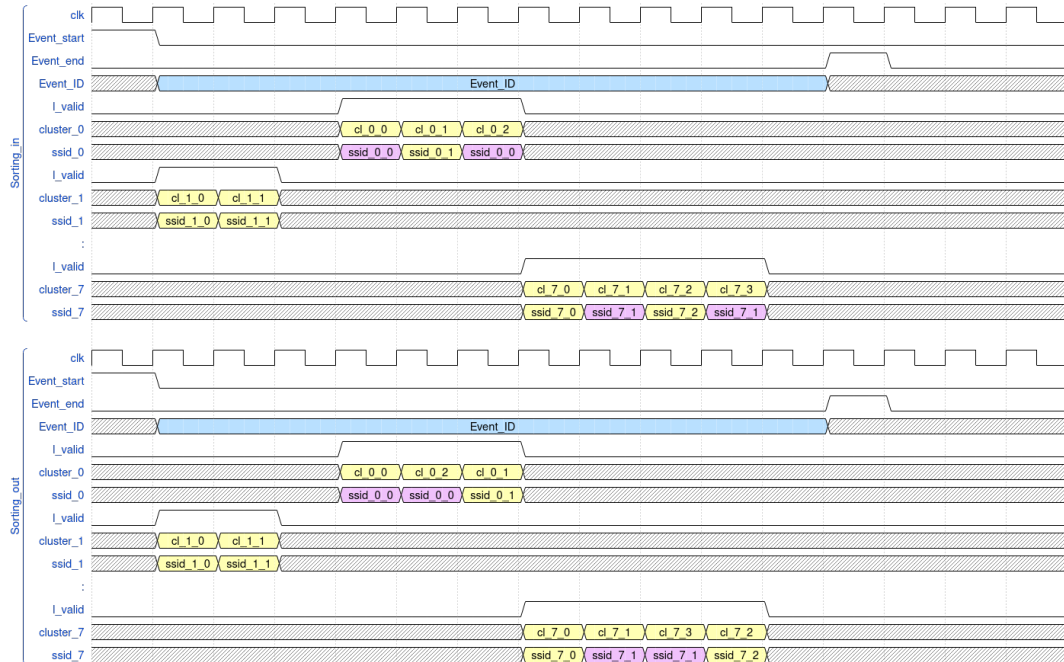 clk
Event_start
Event_end
Event_ID Event_ID
I_valid
cluster_0 cl_0_0 cl_0_1 cl_0_2
ssid_0 ssid_0_0 ssid_0_1 ssid_0_0
Sorting_in
I_valid
cluster_1 cl_1_0 cl_1_1
ssid_1 ssid_1_0 ssid_1_1
:
I_valid
cluster_7 cl_7_0 cl_7_1 cl_7_2 cl_7_3
ssid_7 ssid_7_0 ssid_7_1 ssid_7_2 ssid_7_1
clk
Event_start
Event_end
Event_ID Event_ID
I_valid
cluster_0 cl_0_0 cl_0_2 cl_0_1
ssid_0 ssid_0_0 ssid_0_0 ssid_0_1
Sorting_out
I_valid
cluster_1 cl_1_0 cl_1_1
ssid_1 ssid_1_0 ssid_1_1
:
I_valid
cluster_7 cl_7_0 cl_7_1 cl_7_3 cl_7_2
ssid_7 ssid_7_0 ssid_7_1 ssid_7_1 ssid_7_2